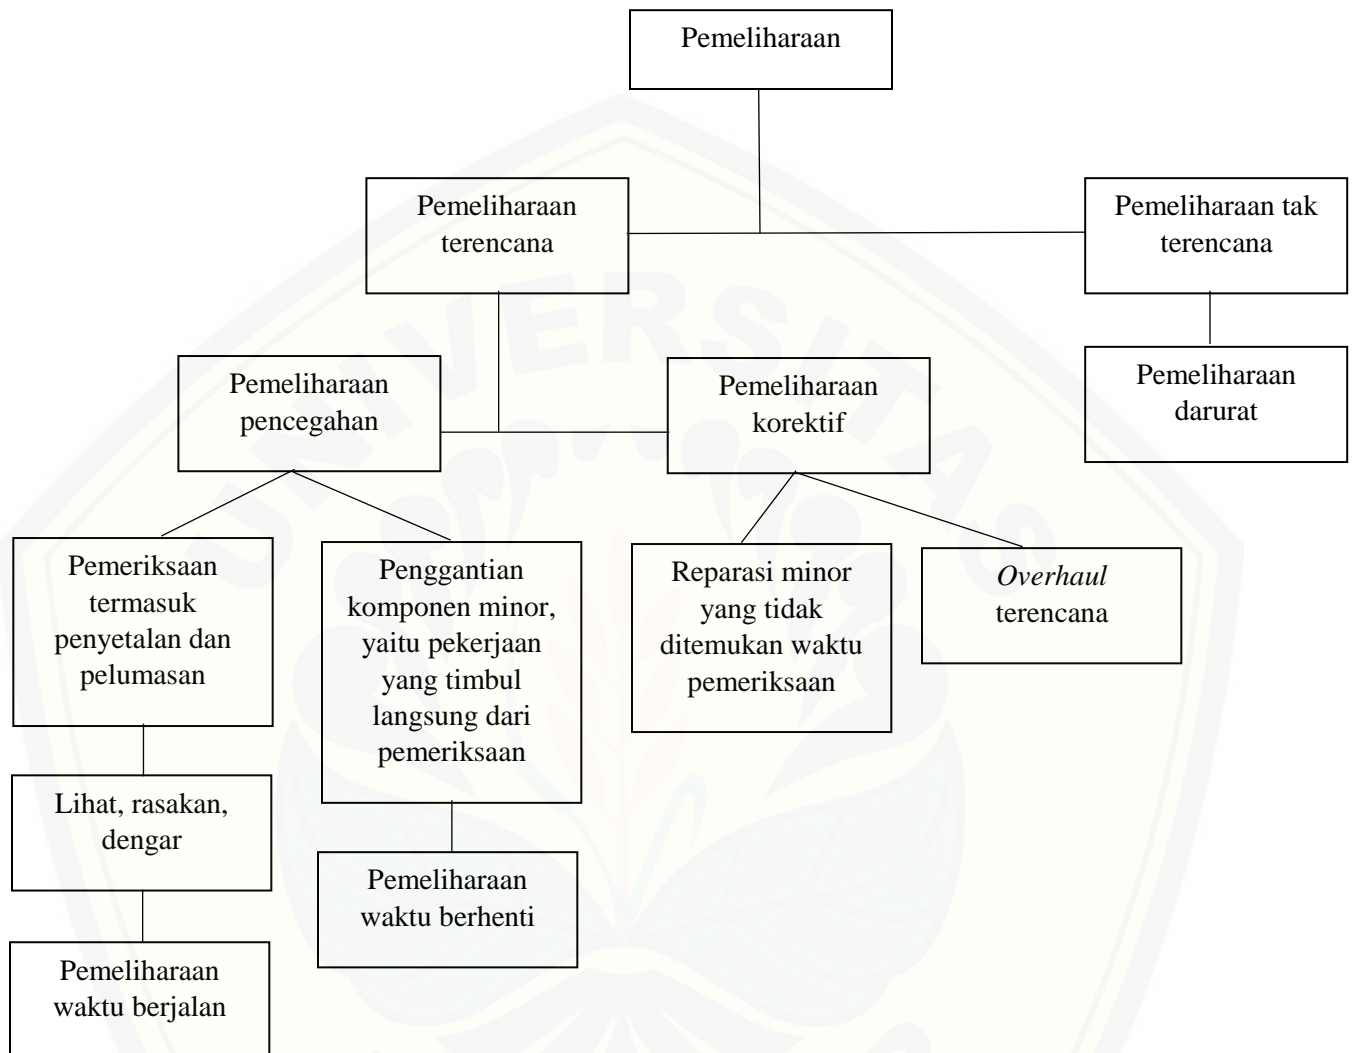 Pemeliharaan
Pemeliharaan
terencana
Pemeliharaan tak
terencana
Pemeliharaan
pencegahan
Pemeliharaan
korektif
Pemeliharaan
darurat
Pemeriksaan
termasuk
penyetalan dan
pelumasan
Penggantian
komponen minor,
yaitu pekerjaan
yang timbul
langsung dari
pemeriksaan
Reparasi minor
yang tidak
ditemukan waktu
pemeriksaan
Overhaul
terencana
Lihat, rasakan,
dengar
Pemeliharaan
waktu berhenti
Pemeliharaan
waktu berjalan
UNIVERSITAS